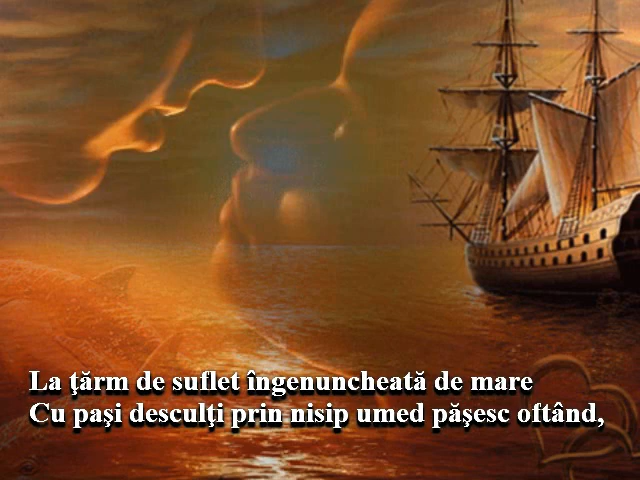 La ţărm de suflet îngenuncheată de mare
Cu paşi desculţi prin nisip umed păşesc oftând,